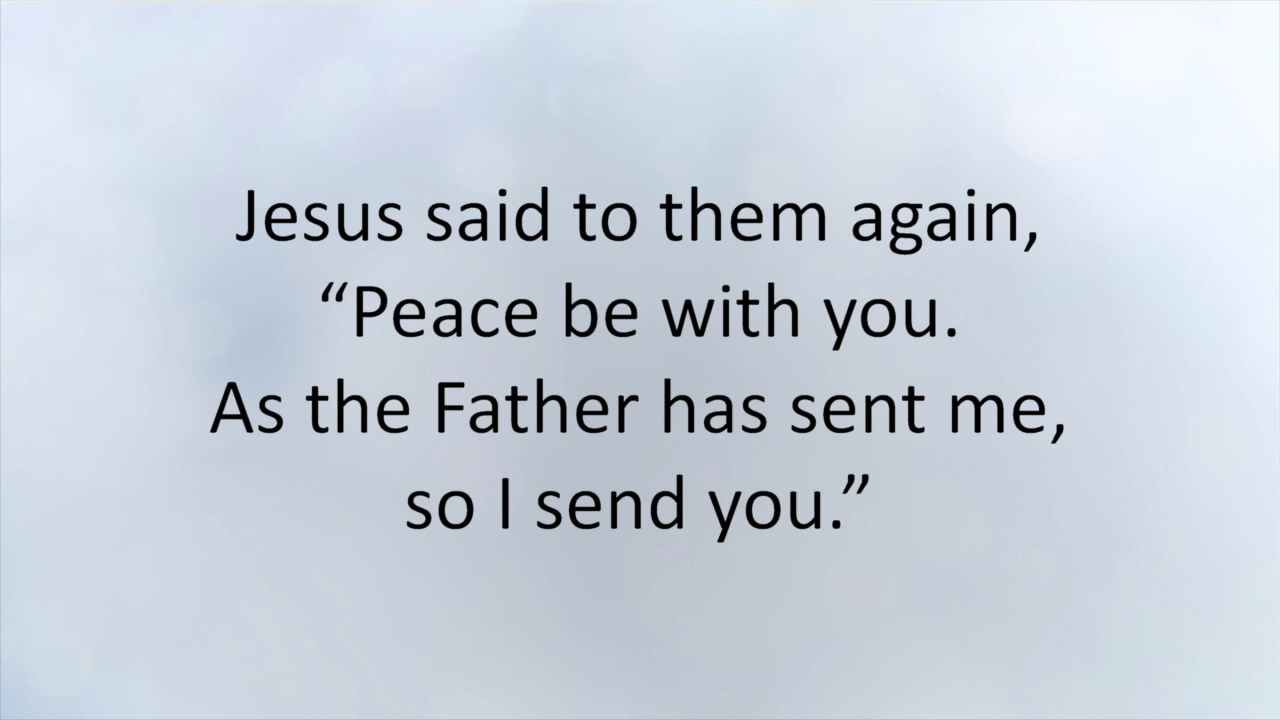 Jesus said to them again,
“Peace be with you.
As the Father has sent me,
so I send you.”